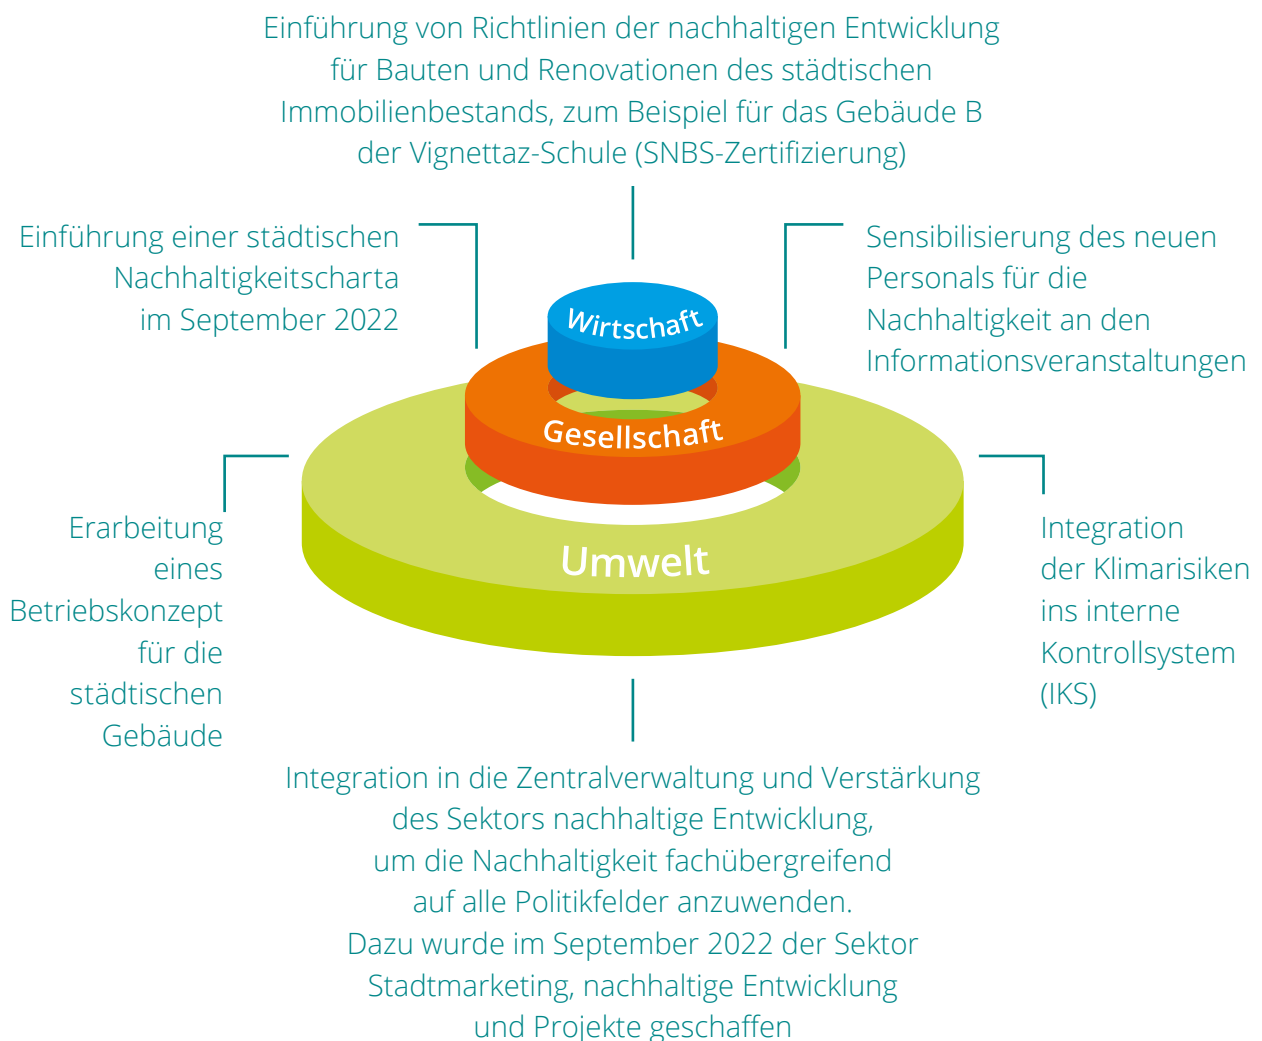 Einführung von Richtlinien der nachhaltigen Entwicklung
für Bauten und Renovationen des städtischen
Immobilienbestands, zum Beispiel für das Gebäude B
der Vignettaz-Schule (SNBS-Zertifizierung)
Einführung einer städtischen
Nachhaltigkeitscharta
im September 2022
Sensibilisierung des neuen
Personals für die
Nachhaltigkeit an den
Informationsveranstaltungen
Wirtschaft
Gesellschaft
Umwelt
Erarbeitung
eines
Betriebskonzept
für die
städtischen
Gebäude
Integration
der Klimarisiken
ins interne
Kontrollsystem
(IKS)
Integration in die Zentralverwaltung und Verstärkung
des Sektors nachhaltige Entwicklung,
um die Nachhaltigkeit fachübergreifend
auf alle Politikfelder anzuwenden.
Dazu wurde im September 2022 der Sektor
Stadtmarketing, nachhaltige Entwicklung
und Projekte geschaffen